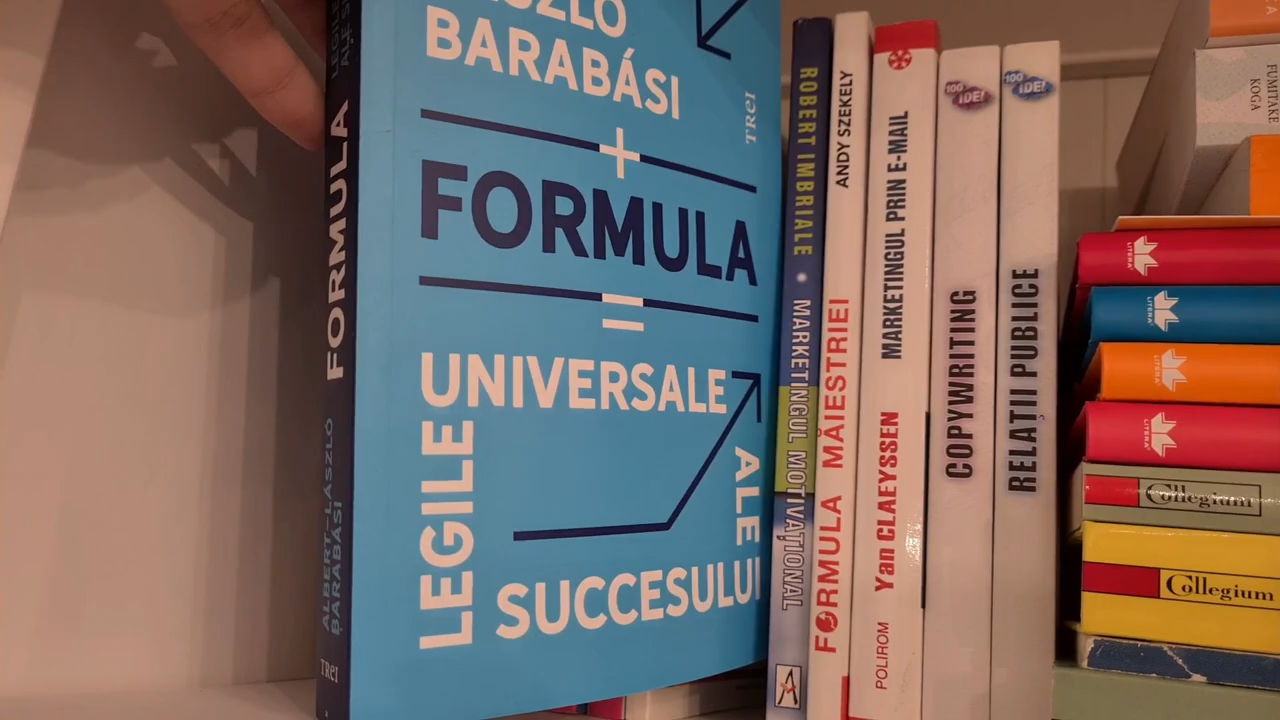 BARABÁSI
TREI
+
FORMULA
=
UNIVERSALE
LEGILE
ALE
SUCCESULUI
FORMULA
ALBERT-LÁSZLÓ
BARABÁSI
TREI
ROBERT IMBRIALE • MARKETINGUL MOTIVAȚIONAL
ANDY SZEKELY
FORMULA MĂIESTRIEI
Yan CLAEYSSEN MARKETINGUL PRIN E-MAIL
POLIROM
100 IDEI
COPYWRITING
100 IDEI
RELAȚII PUBLICE
FUMITAKE
KOGA
LITERA
LITERA
LITERA
LITERA
Collegium
Collegium